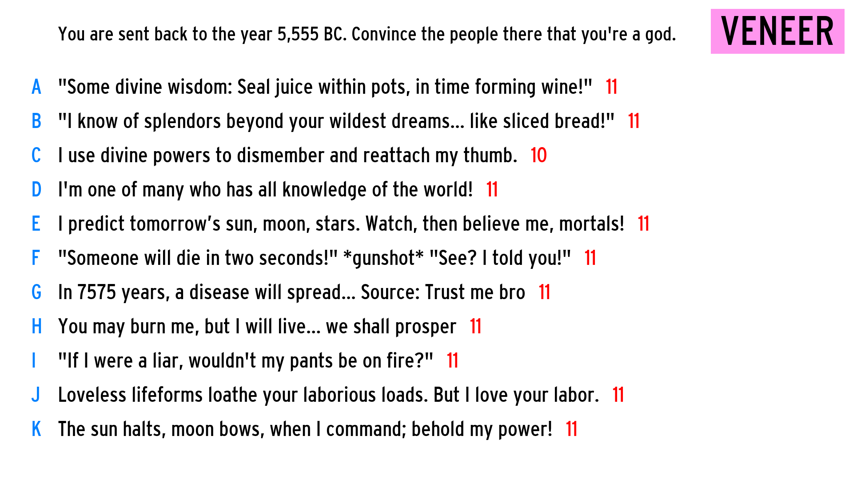 You are sent back to the year 5,555 BC. Convince the people there that you're a god.
VENEER
A "Some divine wisdom: Seal juice within pots, in time forming wine!" 11
B "I know of splendors beyond your wildest dreams... like sliced bread!" 11
C I use divine powers to dismember and reattach my thumb. 10
D I'm one of many who has all knowledge of the world! 11
E I predict tomorrow's sun, moon, stars. Watch, then believe me, mortals! 11
F "Someone will die in two seconds!" *gunshot* "See? I told you!" 11
G In 7575 years, a disease will spread... Source: Trust me bro 11
H You may burn me, but I will live... we shall prosper 11
I "If I were a liar, wouldn't my pants be on fire?" 11
J Loveless lifeforms loathe your laborious loads. But I love your labor. 11
K The sun halts, moon bows, when I command; behold my power! 11